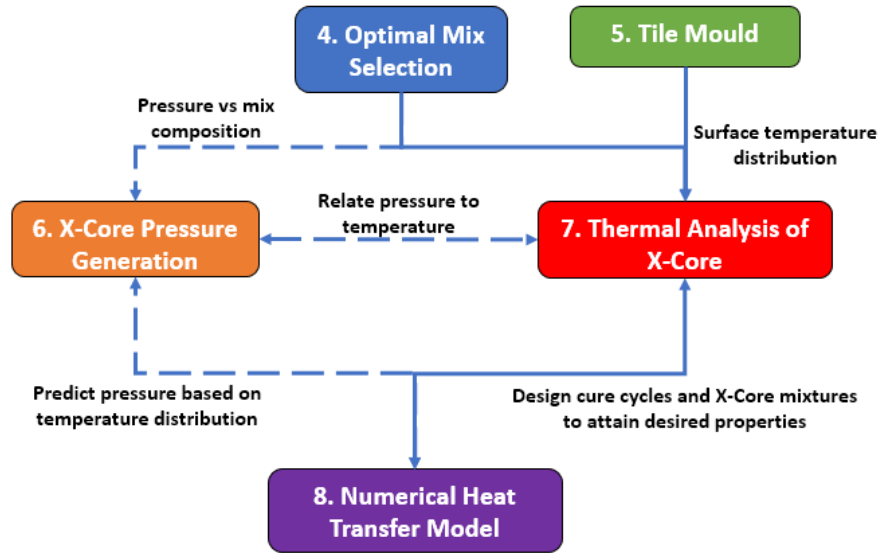 4. Optimal Mix
Selection
5. Tile Mould
Pressure vs mix
composition
Surface temperature
distribution
6. X-Core Pressure
Generation
Relate pressure to
temperature
7. Thermal Analysis of
X-Core
Predict pressure based on
temperature distribution
Design cure cycles and X-Core mixtures
to attain desired properties
8. Numerical Heat
Transfer Model